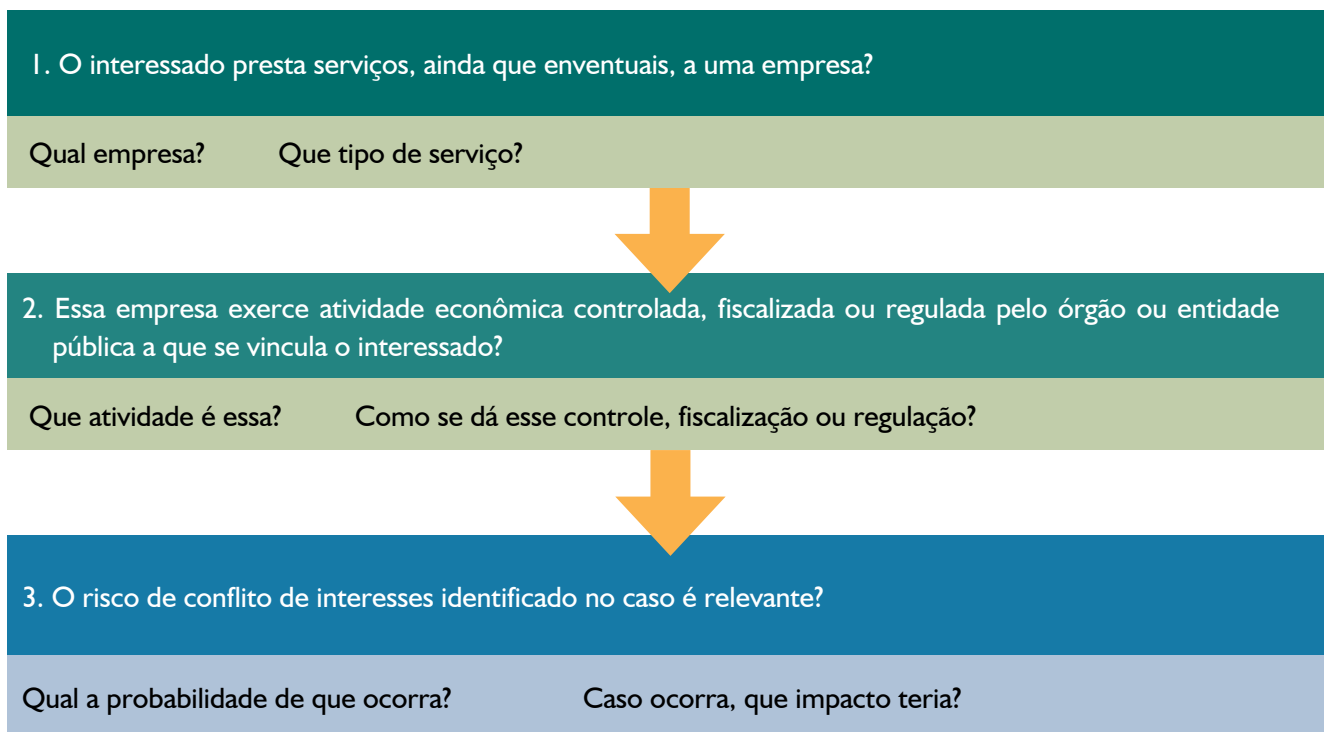 1. O interessado presta serviços, ainda que enventuais, a uma empresa?
Qual empresa? Que tipo de serviço?
2. Essa empresa exerce atividade econômica controlada, fiscalizada ou regulada pelo órgão ou entidade
pública a que se vincula o interessado?
Que atividade é essa? Como se dá esse controle, fiscalização ou regulação?
3. O risco de conflito de interesses identificado no caso é relevante?
Qual a probabilidade de que ocorra? Caso ocorra, que impacto teria?